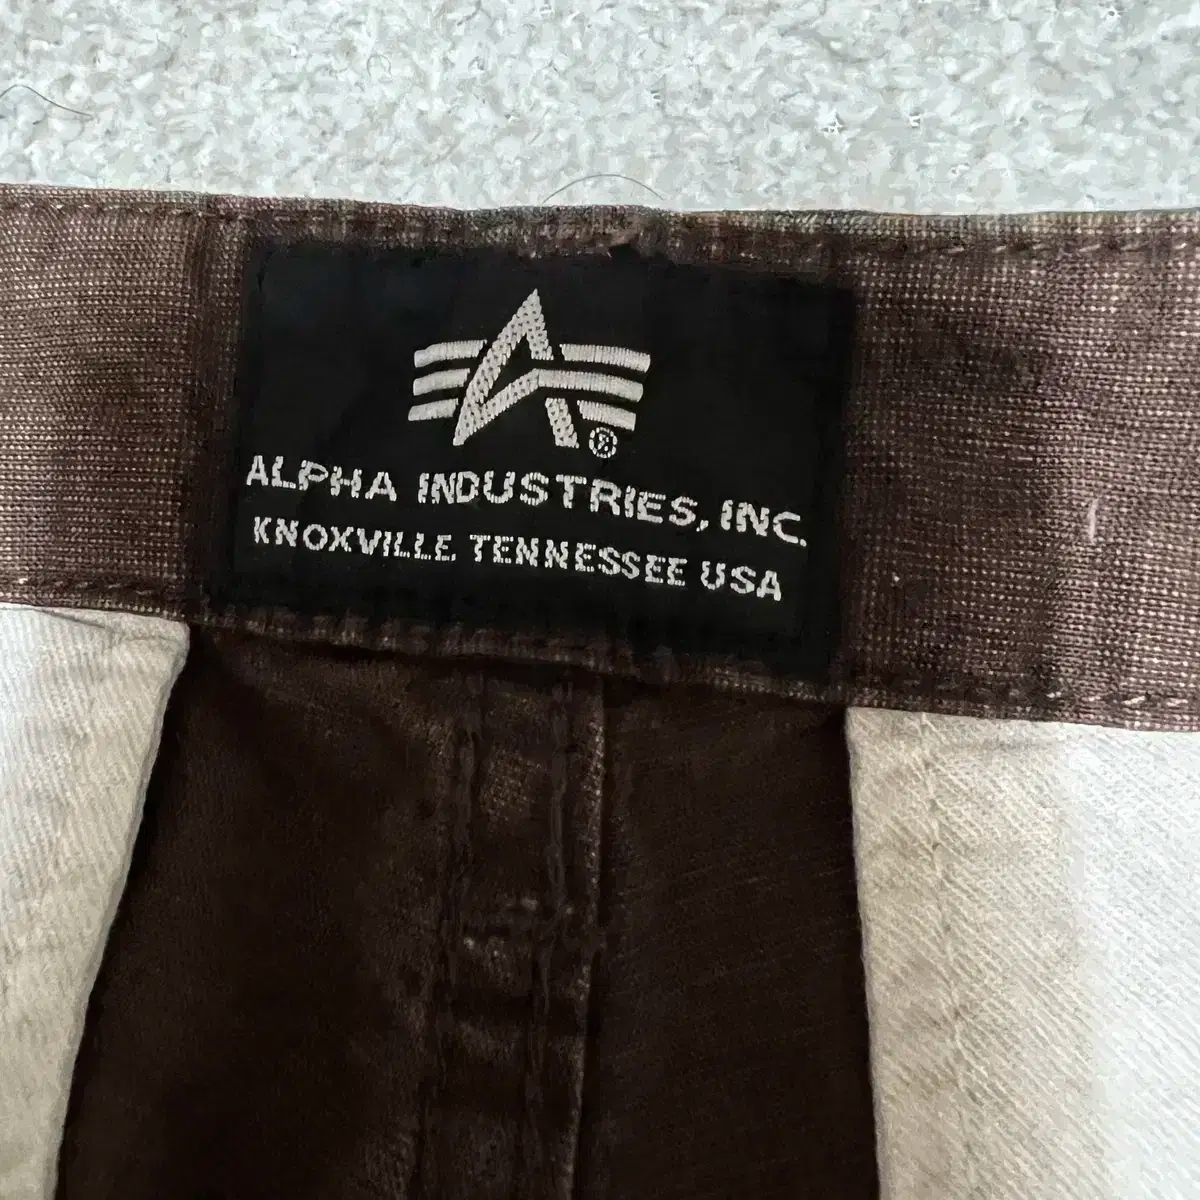 ®
ALPHA INDUSTRIES, INC.
KNOXVILLE, TENNESSEE USA